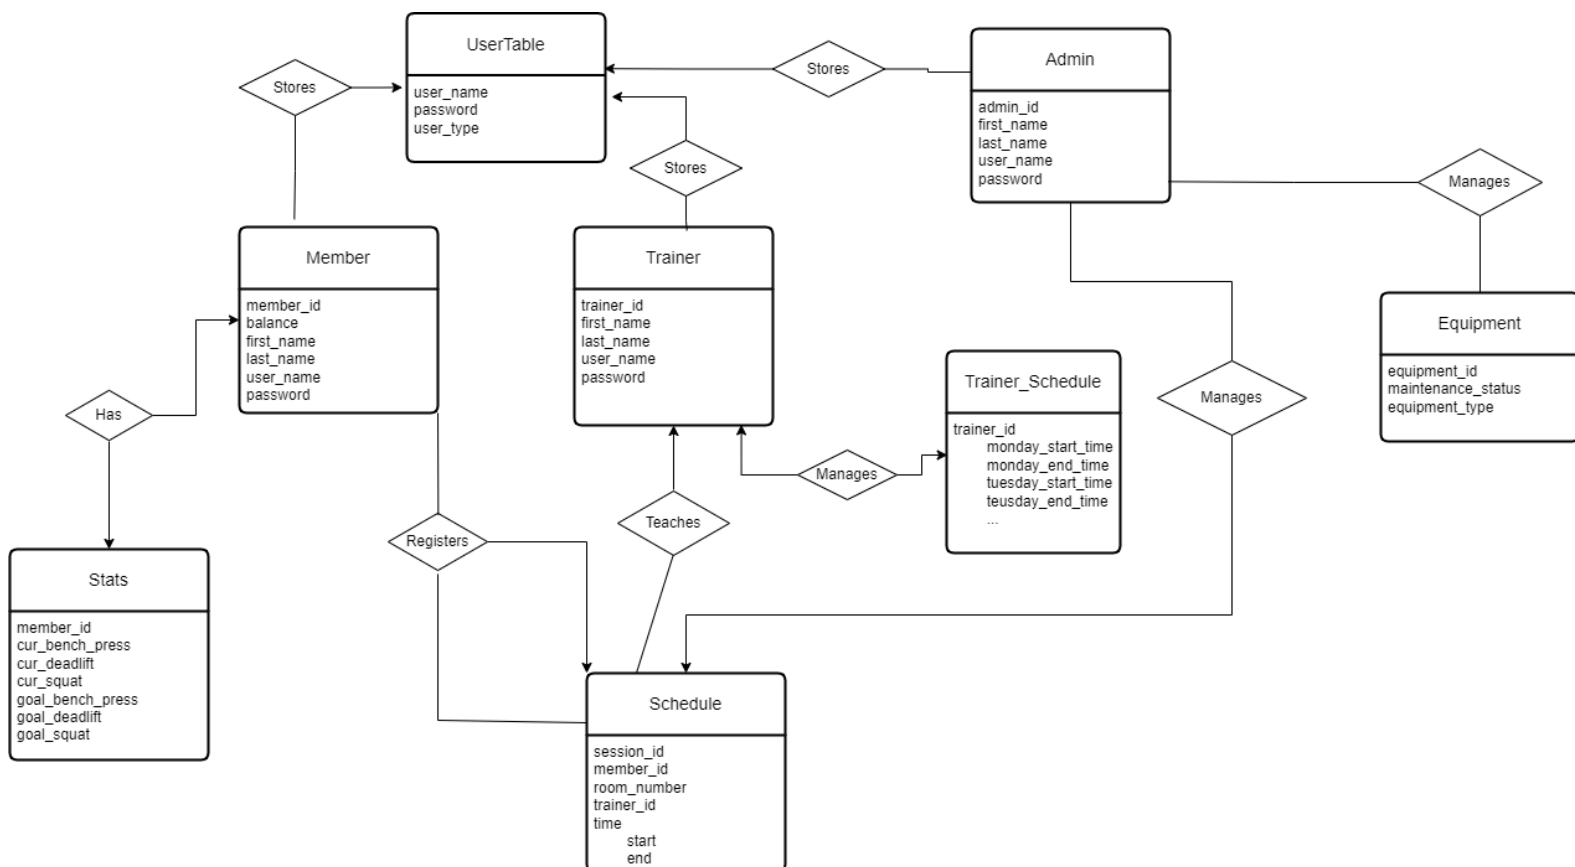 UserTable
user_name
password
user_type
Stores
Stores
Stores
Admin
admin_id
first_name
last_name
user_name
password
Manages
Member
member_id
balance
first_name
last_name
user_name
password
Trainer
trainer_id
first_name
last_name
user_name
password
Equipment
equipment_id
maintenance_status
equipment_type
Trainer_Schedule
trainer_id
monday_start_time
monday_end_time
tuesday_start_time
teusday_end_time
...
Manages
Has
Manages
Teaches
Registers
Stats
member_id
cur_bench_press
cur_deadlift
cur_squat
goal_bench_press
goal_deadlift
goal_squat
Schedule
session_id
member_id
room_number
trainer_id
time
start
end